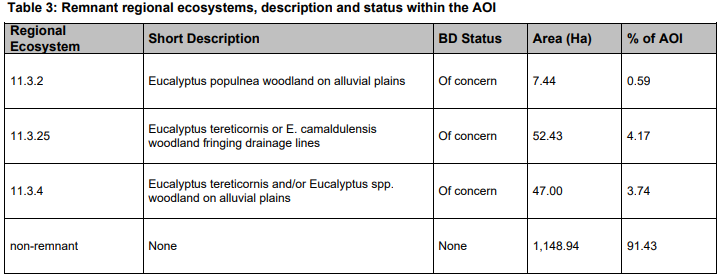 Table 3: Remnant regional ecosystems, description and status within the AOI
Regional Ecosystem Short Description BD Status Area (Ha) % of AOI
11.3.2 Eucalyptus populnea woodland on alluvial plains Of concern 7.44 0.59
11.3.25 Eucalyptus tereticornis or E. camaldulensis woodland fringing drainage lines Of concern 52.43 4.17
11.3.4 Eucalyptus tereticornis and/or Eucalyptus spp. woodland on alluvial plains Of concern 47.00 3.74
non-remnant None None 1,148.94 91.43